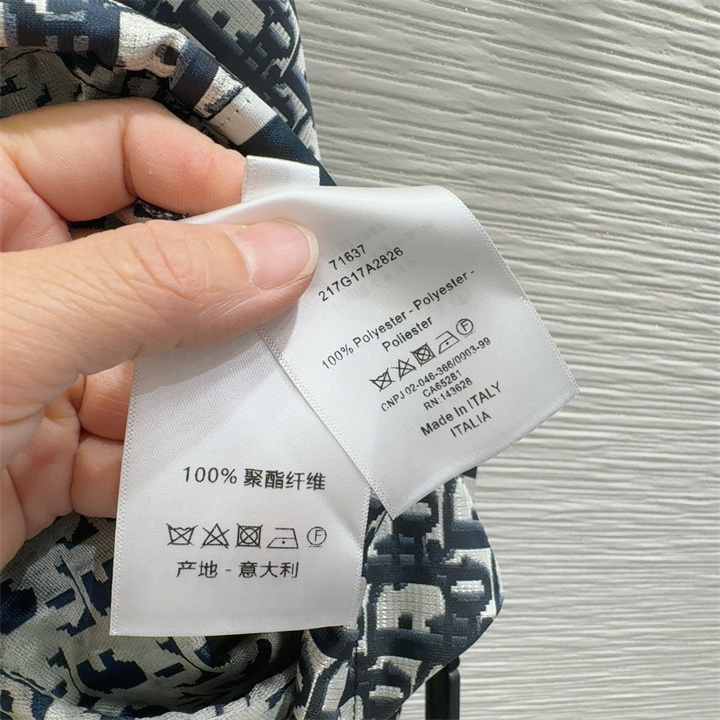 71637
217G17A2826
100% Polyester - Polyester -
Poliester
F
CNPJ 02-046-366/0003-99
CA65281
RN:143628
Made In ITALY
ITALIA
100% 聚酯纤维
F
产地 - 意大利